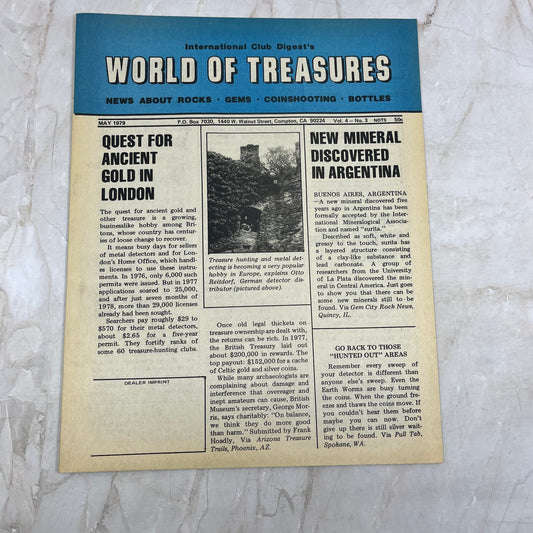 International Club Digest's
WORLD OF TREASURES
NEWS ABOUT ROCKS · GEMS · COINSHOOTING · BOTTLES
MAY 1979 P.O. Box 7030, 1440 W. Walnut Street, Compton, CA 90224 Vol. 4 – No. 3 NDTS 50¢
QUEST FOR
ANCIENT
GOLD IN
LONDON
The quest for ancient gold and
other treasure is a growing,
businesslike hobby among Bri-
tons, whose country has centur-
ies of loose change to recover.
It means busy days for sellers
of metal detectors and for Lon-
don's Home Office, which hand-
les licenses to use these instru-
ments. In 1976, only 6,000 such
permits were issued. But in 1977
applications soared to 25,000,
and after just seven months of
1978, more than 29,000 licenses
already had been sought.
Searchers pay roughly $29 to
$570 for their metal detectors,
about $2.65 for a five-year
permit. They fortify ranks of
some 60 treasure-hunting clubs.
DEALER IMPRINT
Treasure hunting and metal det-
ecting is becoming a very popular
hobby in Europe, explains Otto
Reitdorf, German detector dis-
tributor (pictured above).
Once old legal thickets on
treasure ownership are dealt with,
the returns can be rich. In 1977,
the British Treasury laid out
about $200,000 in rewards. The
top payout: $152,000 for a cache
of Celtic gold and silver coins.
While many archaeologists are
complaining about damage and
interference that overeager and
inept amateurs can cause, British
Museum's secretary, George Mor-
ris, says charitably: "On balance,
we think they do more good
than harm." Submitted by Frank
Hoadly, Via Arizona Treasure
Trails, Phoenix, AZ.
NEW MINERAL
DISCOVERED
IN ARGENTINA
BUENOS AIRES, ARGENTINA
—A new mineral discovered five
years ago in Argentina has been
formally accepted by the Inter-
national Mineralogical Associa-
tion and named "surita."
Described as soft, white and
greasy to the touch, surita has
a layered structure consisting
of a clay-like substance and
lead carbonate. A group of
researchers from the University
of La Plata discovered the min-
eral in Central America. Just goes
to show you that there can be
some new minerals still to be
found. Via Gem City Rock News,
Quincy, IL.
GO BACK TO THOSE
"HUNTED OUT" AREAS
Remember every sweep of
your detector is different than
anyone else's sweep. Even the
Earth Worms are busy turning
the coins. When the ground fre-
ezes and thaws the coins move. If
you couldn't hear them before
maybe you can now. Don't
give up there is still silver wait-
ing to be found. Via Pull Tab,
Spokane, WA.